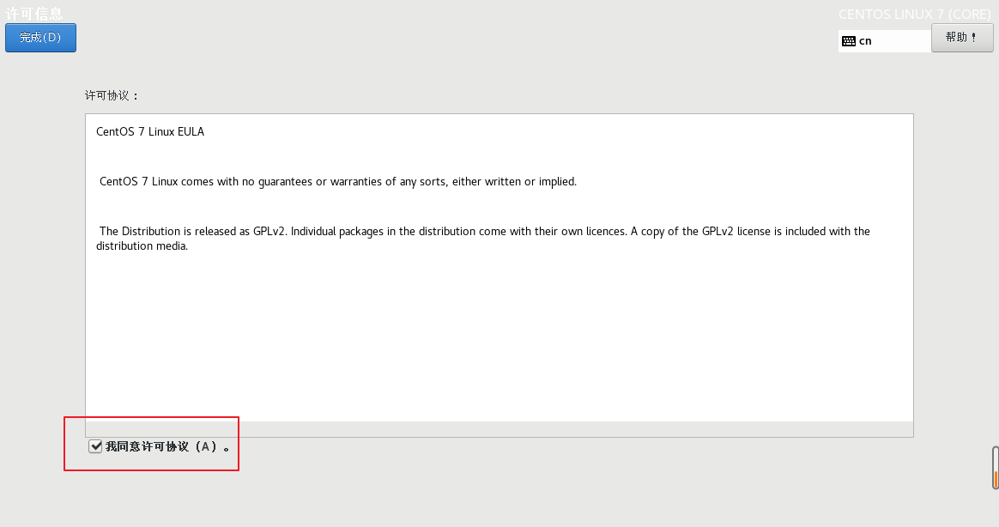 许可信息
CENTOS LINUX 7 (CORE)
完成(D)
cn
帮助！
许可协议：
CentOS 7 Linux EULA
CentOS 7 Linux comes with no guarantees or warranties of any sorts, either written or implied.
The Distribution is released as GPLv2. Individual packages in the distribution come with their own licences. A copy of the GPLv2 license is included with the
distribution media.
我同意许可协议（A）。